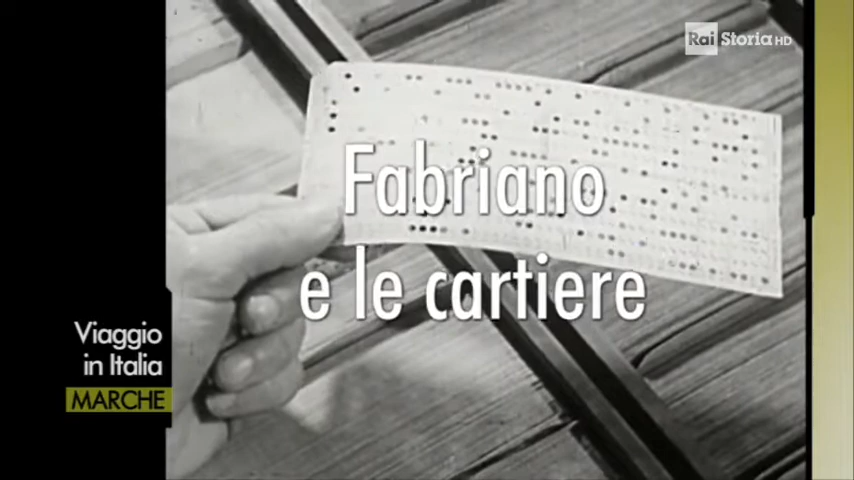 Rai Storia HD
Fabriano
e le cartiere
Viaggio
in Italia
MARCHE